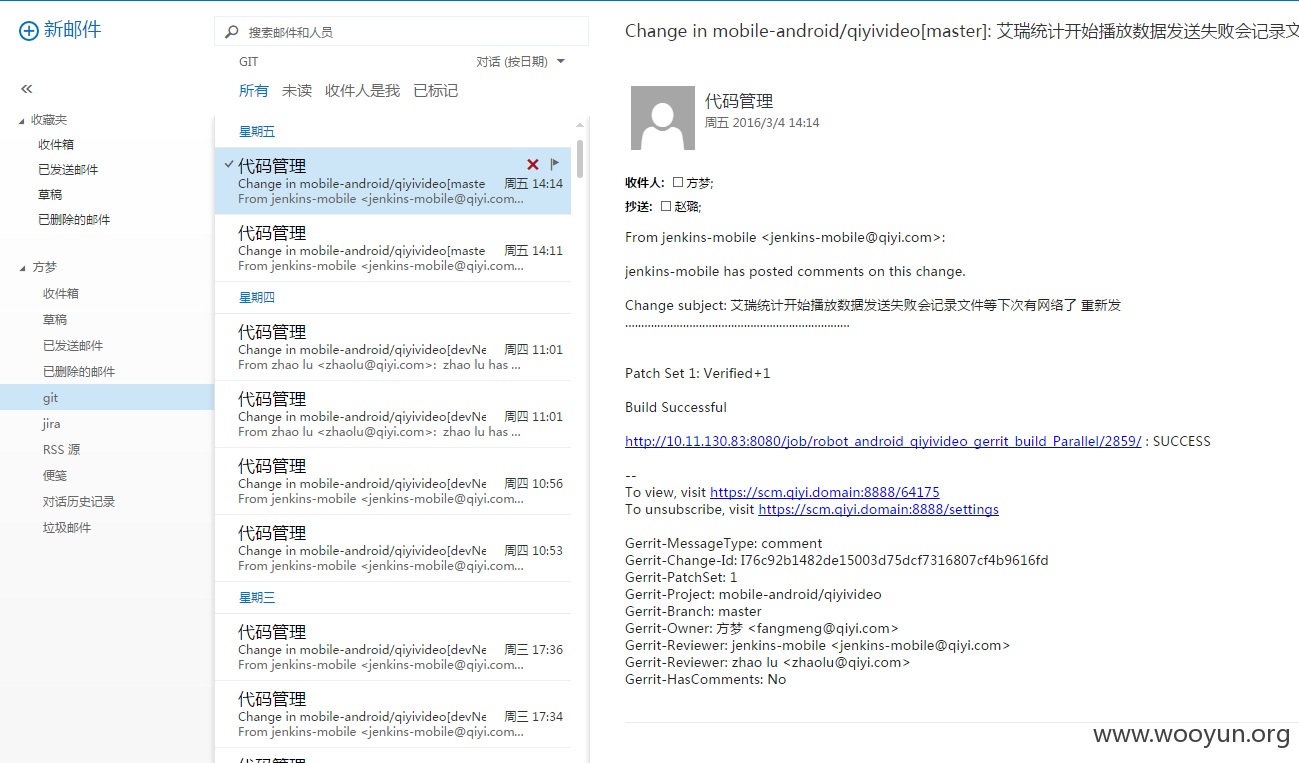 新邮件
收藏夹
收件箱
已发送邮件
草稿
已删除的邮件
方梦
收件箱
草稿
已发送邮件
已删除的邮件
git
jira
RSS 源
便笺
对话历史记录
垃圾邮件
搜索邮件和人员
GIT 对话 (按日期)
所有 未读 收件人是我 已标记
星期五
代码管理
Change in mobile-android/qiyivideo[maste 周五 14:14
From jenkins-mobile <jenkins-mobile@qiyi.com>...
代码管理
Change in mobile-android/qiyivideo[maste 周五 14:11
From jenkins-mobile <jenkins-mobile@qiyi.com>...
星期四
代码管理
Change in mobile-android/qiyivideo[devNe 周四 11:01
From zhao lu <zhaolu@qiyi.com>: zhao lu has ...
代码管理
Change in mobile-android/qiyivideo[devNe 周四 11:01
From zhao lu <zhaolu@qiyi.com>: zhao lu has ...
代码管理
Change in mobile-android/qiyivideo[devNe 周四 10:56
From jenkins-mobile <jenkins-mobile@qiyi.com>...
代码管理
Change in mobile-android/qiyivideo[devNe 周四 10:53
From jenkins-mobile <jenkins-mobile@qiyi.com>...
星期三
代码管理
Change in mobile-android/qiyivideo[devNe 周三 17:36
From jenkins-mobile <jenkins-mobile@qiyi.com>...
代码管理
Change in mobile-android/qiyivideo[devNe 周三 17:34
From jenkins-mobile <jenkins-mobile@qiyi.com>...
代码管理
Change in mobile-android/qiyivideo[master]: 艾瑞统计开始播放数据发送失败会记录文
代码管理
周五 2016/3/4 14:14
收件人: 方梦;
抄送: 赵璐;
From jenkins-mobile <jenkins-mobile@qiyi.com>:
jenkins-mobile has posted comments on this change.
Change subject: 艾瑞统计开始播放数据发送失败会记录文件等下次有网络了 重新发
......................................................................
Patch Set 1: Verified+1
Build Successful
http://10.11.130.83:8080/job/robot_android_qiyivideo_gerrit_build_Parallel/2859/ : SUCCESS
--
To view, visit https://scm.qiyi.domain:8888/64175
To unsubscribe, visit https://scm.qiyi.domain:8888/settings
Gerrit-MessageType: comment
Gerrit-Change-Id: I76c92b1482de15003d75dcf7316807cf4b9616fd
Gerrit-PatchSet: 1
Gerrit-Project: mobile-android/qiyivideo
Gerrit-Branch: master
Gerrit-Owner: 方梦 <fangmeng@qiyi.com>
Gerrit-Reviewer: jenkins-mobile <jenkins-mobile@qiyi.com>
Gerrit-Reviewer: zhao lu <zhaolu@qiyi.com>
Gerrit-HasComments: No
www.wooyun.org